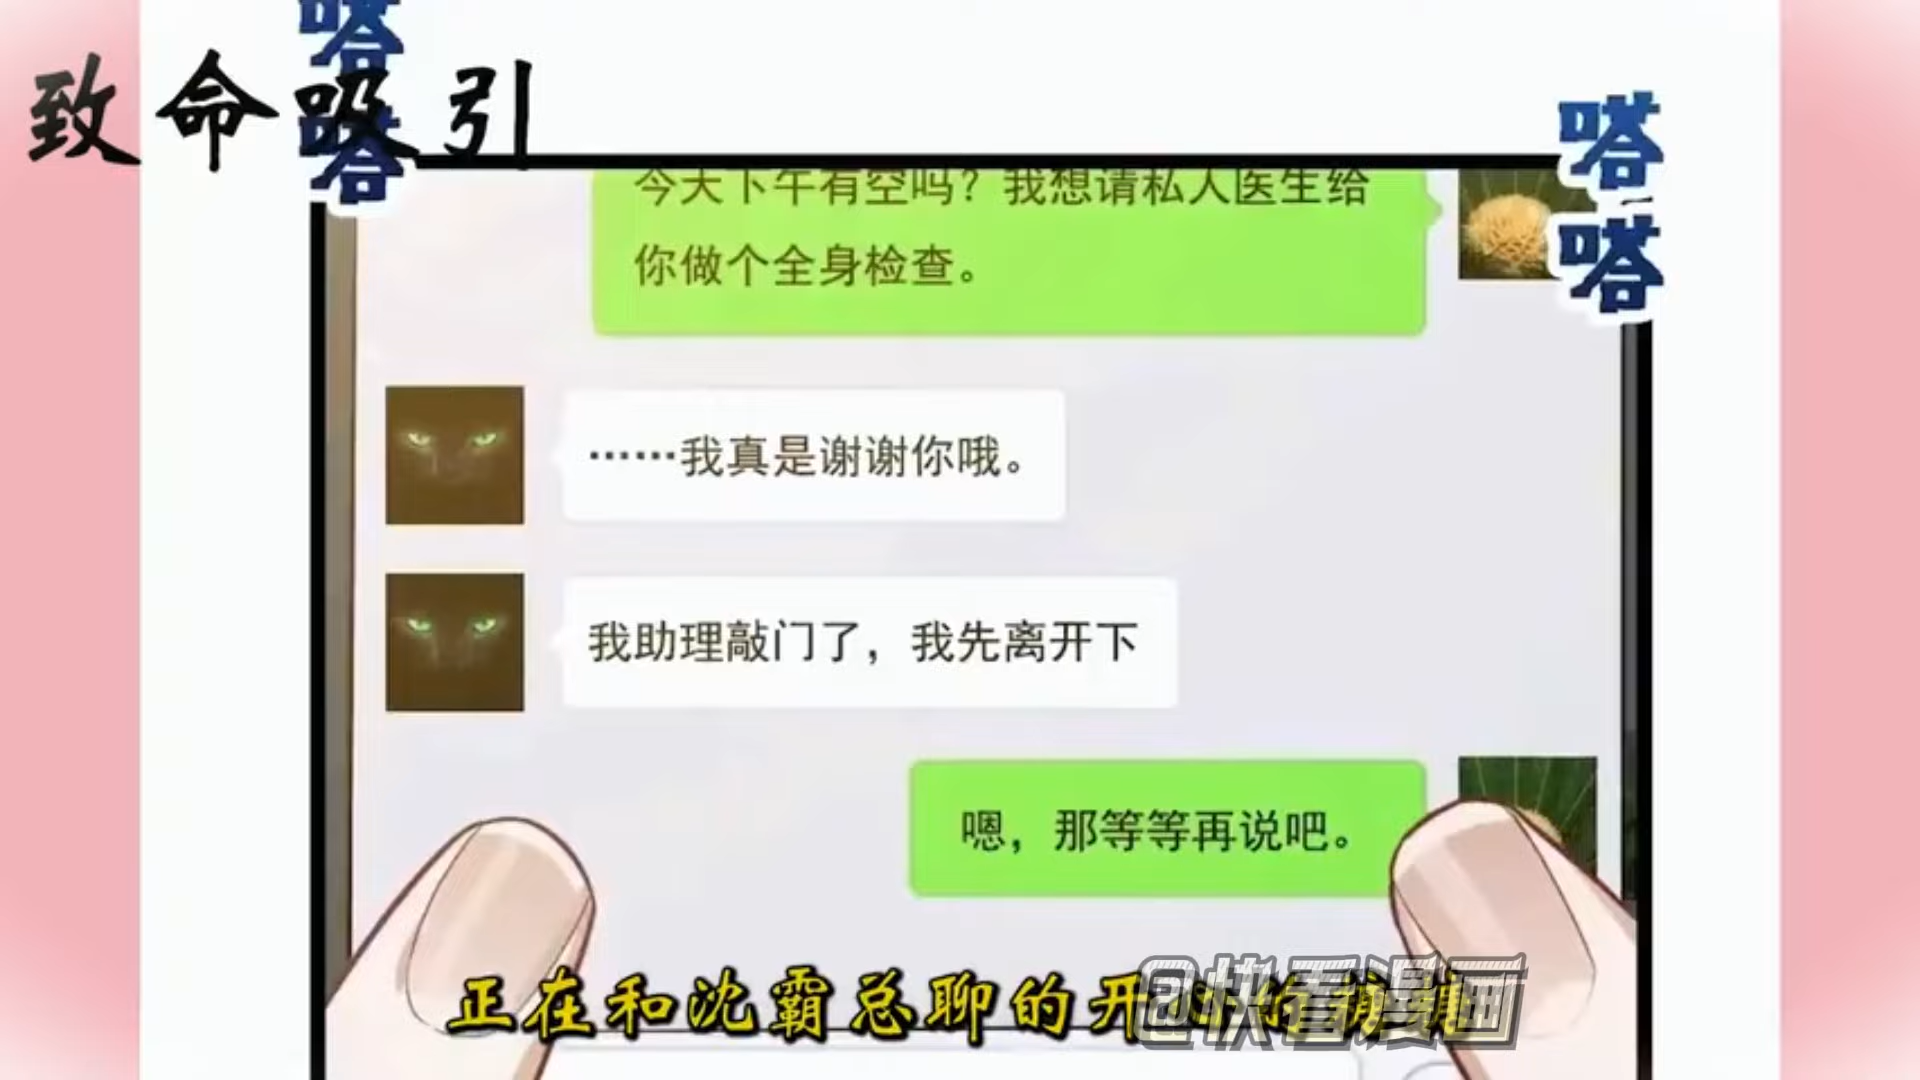 嗒
嗒
致命吸引
嗒
嗒
今天下午有空吗？我想请私人医生给
你做个全身检查。
……我真是谢谢你哦。
我助理敲门了，我先离开下
嗯，那等等再说吧。
正在和沈霸总聊的开
@快看漫画